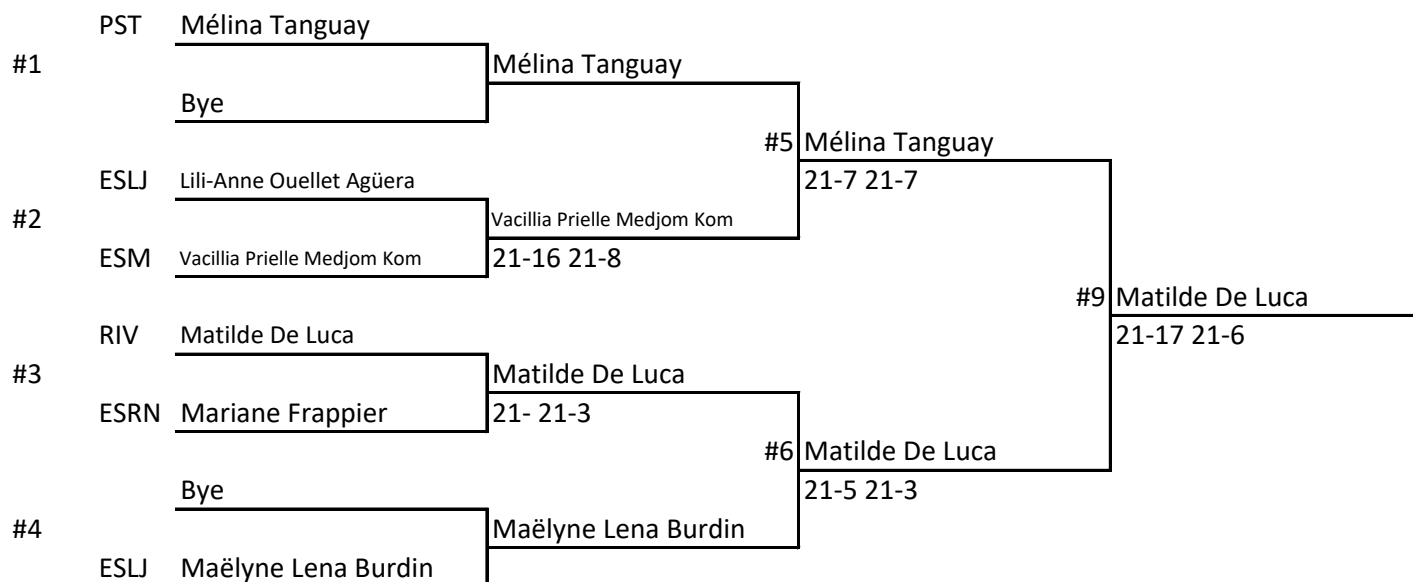 PST Mélina Tanguay
#1 Mélina Tanguay
Bye
#5 Mélina Tanguay
ESLJ Lili-Anne Ouellet Agüera 21-7 21-7
#2 Vacillia Prielle Medjom Kom
ESM Vacillia Prielle Medjom Kom 21-16 21-8
#9 Matilde De Luca
RIV Matilde De Luca 21-17 21-6
#3 Matilde De Luca
ESRN Mariane Frappier 21- 21-3
#6 Matilde De Luca
Bye 21-5 21-3
#4 Maëlyne Lena Burdin
ESLJ Maëlyne Lena Burdin